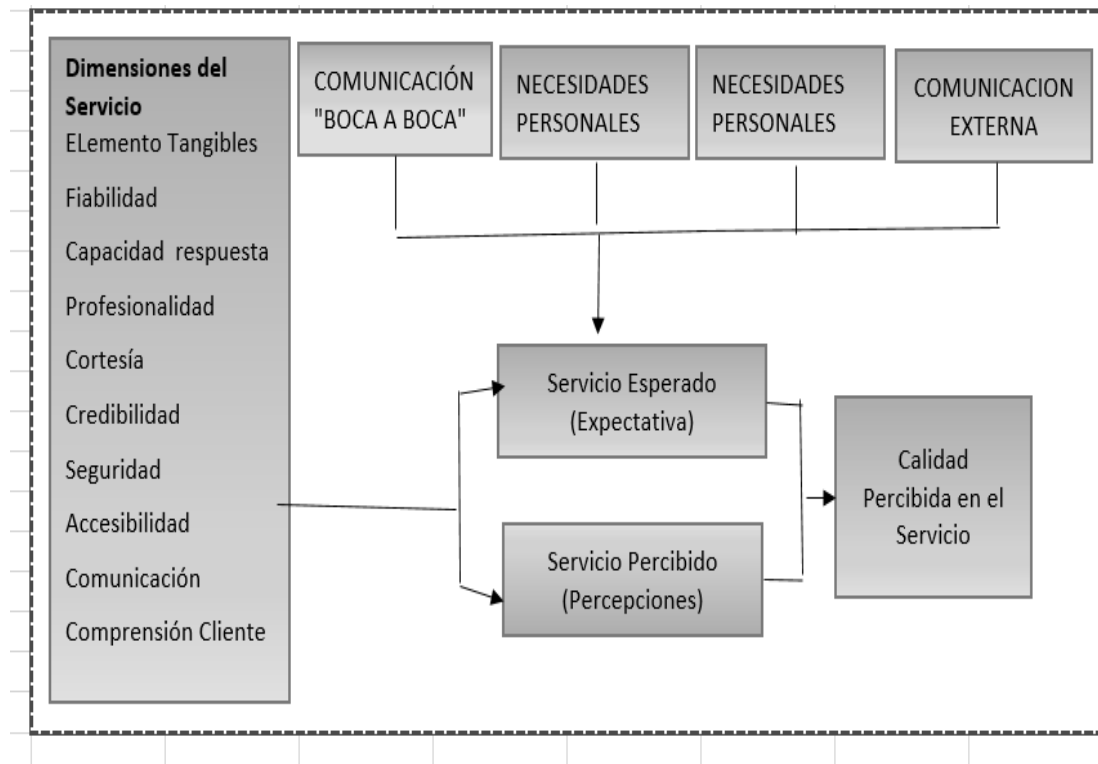 Dimensiones del
Servicio
ELemento Tangibles
Fiabilidad
Capacidad respuesta
Profesionalidad
Cortesía
Credibilidad
Seguridad
Accesibilidad
Comunicación
Comprensión Cliente
COMUNICACIÓN
"BOCA A BOCA"
NECESIDADES
PERSONALES
NECESIDADES
PERSONALES
COMUNICACION
EXTERNA
Servicio Esperado
(Expectativa)
Servicio Percibido
(Percepciones)
Calidad
Percibida en el
Servicio